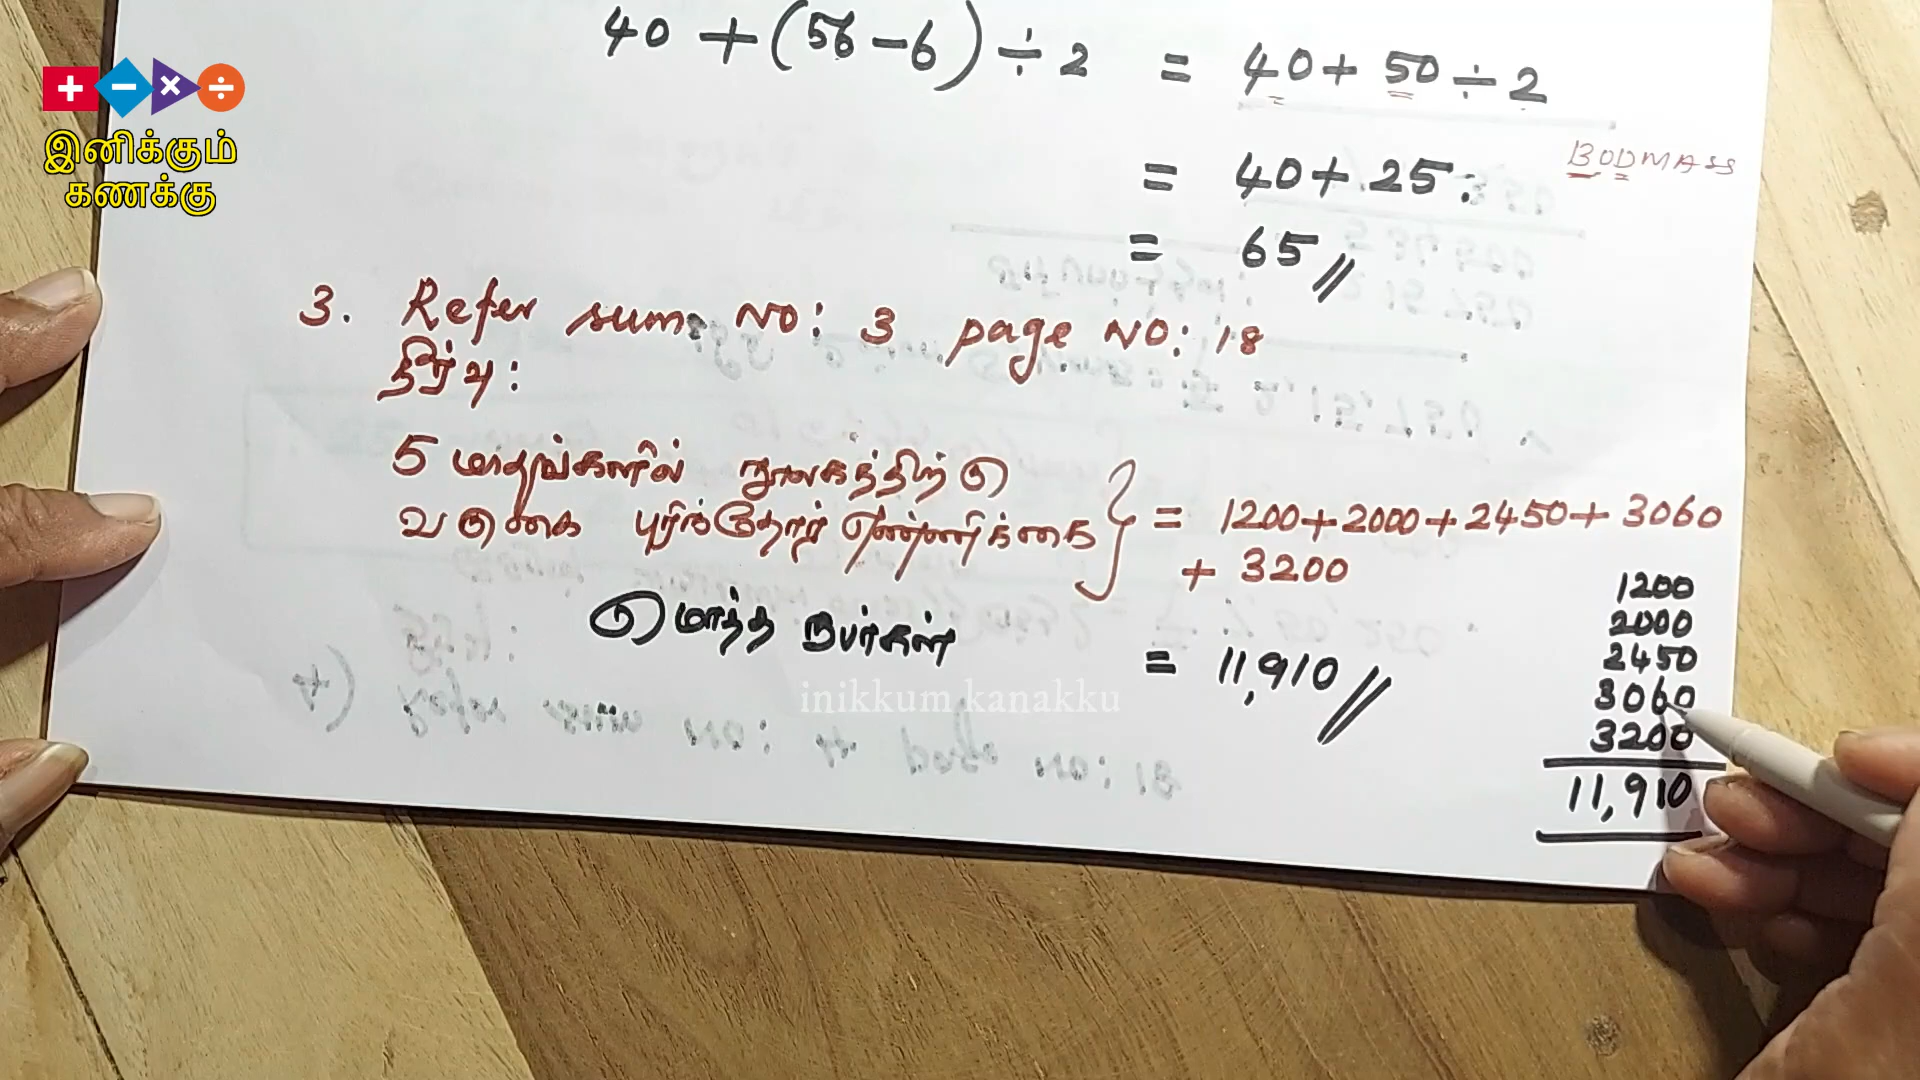 40 + (56 - 6) ÷ 2 = 40 + 50 ÷ 2
BODMASS
= 40 + 25
= 65 //
3. Refer sum NO: 3 page NO: 18
தீர்வு :
5 மாதங்களில் நூலகத்திற்கு
வருகை புரிந்தோர் எண்ணிக்கை } = 1200 + 2000 + 2450 + 3060
+ 3200
மொத்த நபர்கள் = 11,910 //
1200
2000
2450
3060
3200
11,910
இனிக்கும்
கணக்கு
inikkum kanakku